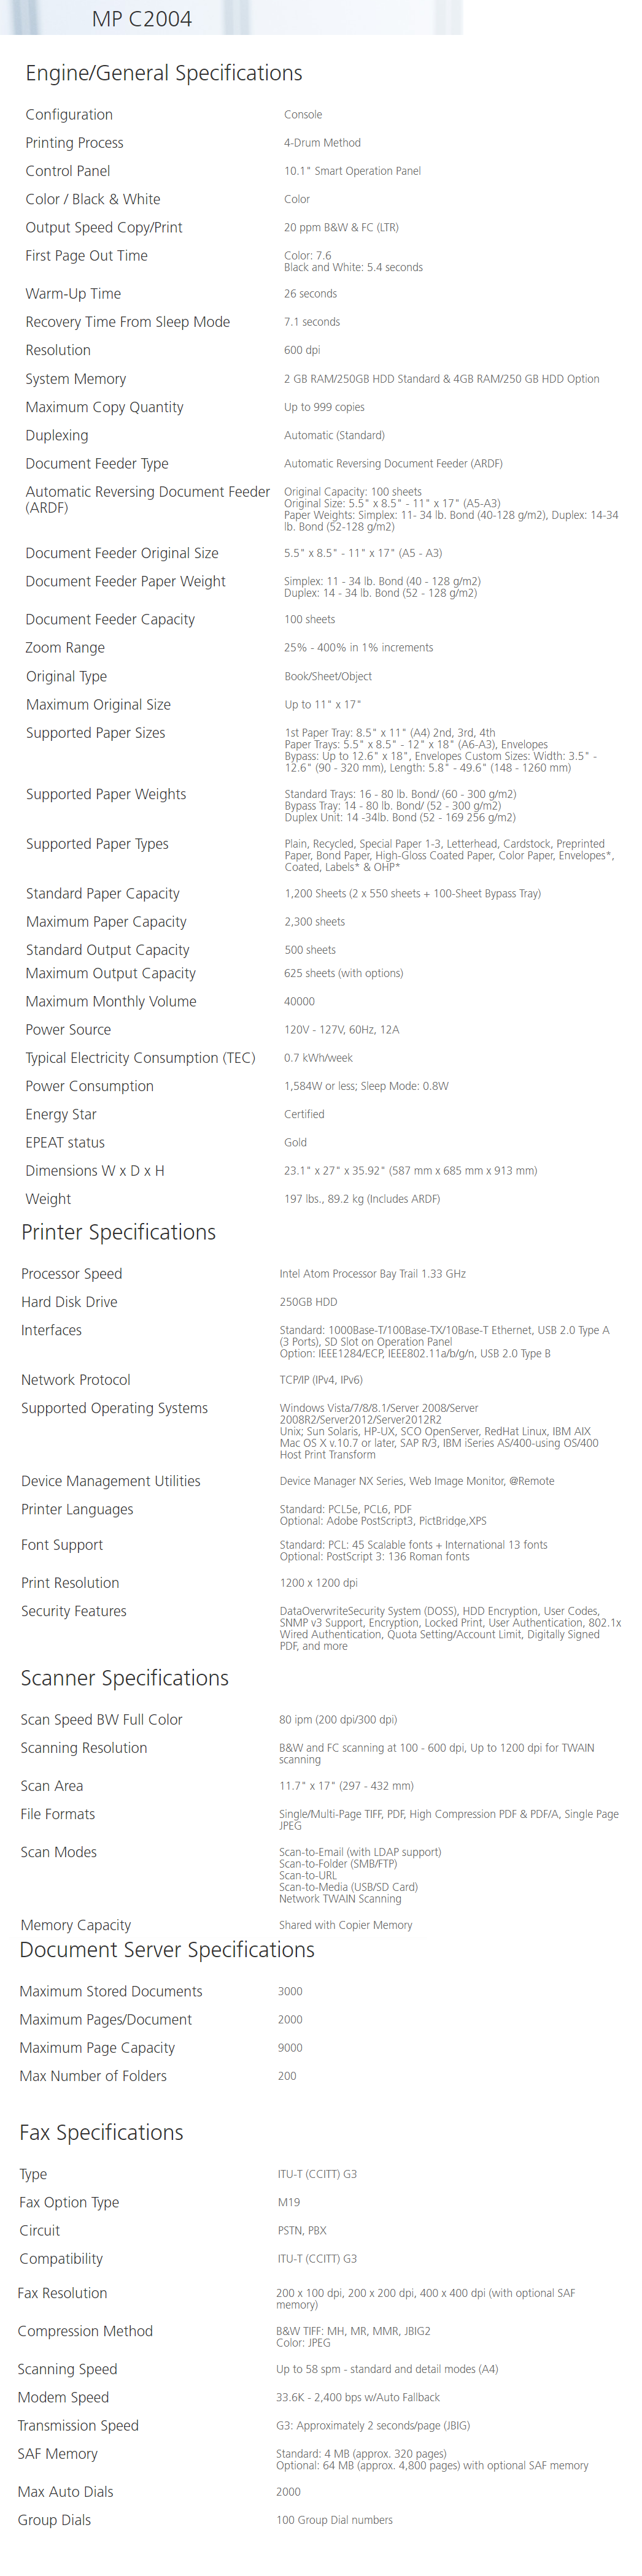 MP C2004
Engine/General Specifications
Configuration Console
Printing Process 4-Drum Method
Control Panel 10.1" Smart Operation Panel
Color / Black & White Color
Output Speed Copy/Print 20 ppm B&W & FC (LTR)
First Page Out Time Color: 7.6
Black and White: 5.4 seconds
Warm-Up Time 26 seconds
Recovery Time From Sleep Mode 7.1 seconds
Resolution 600 dpi
System Memory 2 GB RAM/250GB HDD Standard & 4GB RAM/250 GB HDD Option
Maximum Copy Quantity Up to 999 copies
Duplexing Automatic (Standard)
Document Feeder Type Automatic Reversing Document Feeder (ARDF)
Automatic Reversing Document Feeder
(ARDF)
Original Capacity: 100 sheets
Original Size: 5.5" x 8.5" - 11" x 17" (A5-A3)
Paper Weights: Simplex: 11- 34 lb. Bond (40-128 g/m2), Duplex: 14-34
lb. Bond (52-128 g/m2)
Document Feeder Original Size 5.5" x 8.5" - 11" x 17" (A5 - A3)
Document Feeder Paper Weight Simplex: 11 - 34 lb. Bond (40 - 128 g/m2)
Duplex: 14 - 34 lb. Bond (52 - 128 g/m2)
Document Feeder Capacity 100 sheets
Zoom Range 25% - 400% in 1% increments
Original Type Book/Sheet/Object
Maximum Original Size Up to 11" x 17"
Supported Paper Sizes 1st Paper Tray: 8.5" x 11" (A4) 2nd, 3rd, 4th
Paper Trays: 5.5" x 8.5" - 12" x 18" (A6-A3), Envelopes
Bypass: Up to 12.6" x 18", Envelopes Custom Sizes: Width: 3.5" -
12.6" (90 - 320 mm), Length: 5.8" - 49.6" (148 - 1260 mm)
Supported Paper Weights Standard Trays: 16 - 80 lb. Bond/ (60 - 300 g/m2)
Bypass Tray: 14 - 80 lb. Bond/ (52 - 300 g/m2)
Duplex Unit: 14 -34lb. Bond (52 - 169 256 g/m2)
Supported Paper Types Plain, Recycled, Special Paper 1-3, Letterhead, Cardstock, Preprinted
Paper, Bond Paper, High-Gloss Coated Paper, Color Paper, Envelopes*,
Coated, Labels* & OHP*
Standard Paper Capacity 1,200 Sheets (2 x 550 sheets + 100-Sheet Bypass Tray)
Maximum Paper Capacity 2,300 sheets
Standard Output Capacity 500 sheets
Maximum Output Capacity 625 sheets (with options)
Maximum Monthly Volume 40000
Power Source 120V - 127V, 60Hz, 12A
Typical Electricity Consumption (TEC) 0.7 kWh/week
Power Consumption 1,584W or less; Sleep Mode: 0.8W
Energy Star Certified
EPEAT status Gold
Dimensions W x D x H 23.1" x 27" x 35.92" (587 mm x 685 mm x 913 mm)
Weight 197 lbs., 89.2 kg (Includes ARDF)
Printer Specifications
Processor Speed Intel Atom Processor Bay Trail 1.33 GHz
Hard Disk Drive 250GB HDD
Interfaces Standard: 1000Base-T/100Base-TX/10Base-T Ethernet, USB 2.0 Type A
(3 Ports), SD Slot on Operation Panel
Option: IEEE1284/ECP, IEEE802.11a/b/g/n, USB 2.0 Type B
Network Protocol TCP/IP (IPv4, IPv6)
Supported Operating Systems Windows Vista/7/8/8.1/Server 2008/Server
2008R2/Server2012/Server2012R2
Unix; Sun Solaris, HP-UX, SCO OpenServer, RedHat Linux, IBM AIX
Mac OS X v.10.7 or later, SAP R/3, IBM iSeries AS/400-using OS/400
Host Print Transform
Device Management Utilities Device Manager NX Series, Web Image Monitor, @Remote
Printer Languages Standard: PCL5e, PCL6, PDF
Optional: Adobe PostScript3, PictBridge,XPS
Font Support Standard: PCL: 45 Scalable fonts + International 13 fonts
Optional: PostScript 3: 136 Roman fonts
Print Resolution 1200 x 1200 dpi
Security Features DataOverwriteSecurity System (DOSS), HDD Encryption, User Codes,
SNMP v3 Support, Encryption, Locked Print, User Authentication, 802.1x
Wired Authentication, Quota Setting/Account Limit, Digitally Signed
PDF, and more
Scanner Specifications
Scan Speed BW Full Color 80 ipm (200 dpi/300 dpi)
Scanning Resolution B&W and FC scanning at 100 - 600 dpi, Up to 1200 dpi for TWAIN
scanning
Scan Area 11.7" x 17" (297 - 432 mm)
File Formats Single/Multi-Page TIFF, PDF, High Compression PDF & PDF/A, Single Page
JPEG
Scan Modes Scan-to-Email (with LDAP support)
Scan-to-Folder (SMB/FTP)
Scan-to-URL
Scan-to-Media (USB/SD Card)
Network TWAIN Scanning
Memory Capacity Shared with Copier Memory
Document Server Specifications
Maximum Stored Documents 3000
Maximum Pages/Document 2000
Maximum Page Capacity 9000
Max Number of Folders 200
Fax Specifications
Type ITU-T (CCITT) G3
Fax Option Type M19
Circuit PSTN, PBX
Compatibility ITU-T (CCITT) G3
Fax Resolution 200 x 100 dpi, 200 x 200 dpi, 400 x 400 dpi (with optional SAF
memory)
Compression Method B&W TIFF: MH, MR, MMR, JBIG2
Color: JPEG
Scanning Speed Up to 58 spm - standard and detail modes (A4)
Modem Speed 33.6K - 2,400 bps w/Auto Fallback
Transmission Speed G3: Approximately 2 seconds/page (JBIG)
SAF Memory Standard: 4 MB (approx. 320 pages)
Optional: 64 MB (approx. 4,800 pages) with optional SAF memory
Max Auto Dials 2000
Group Dials 100 Group Dial numbers